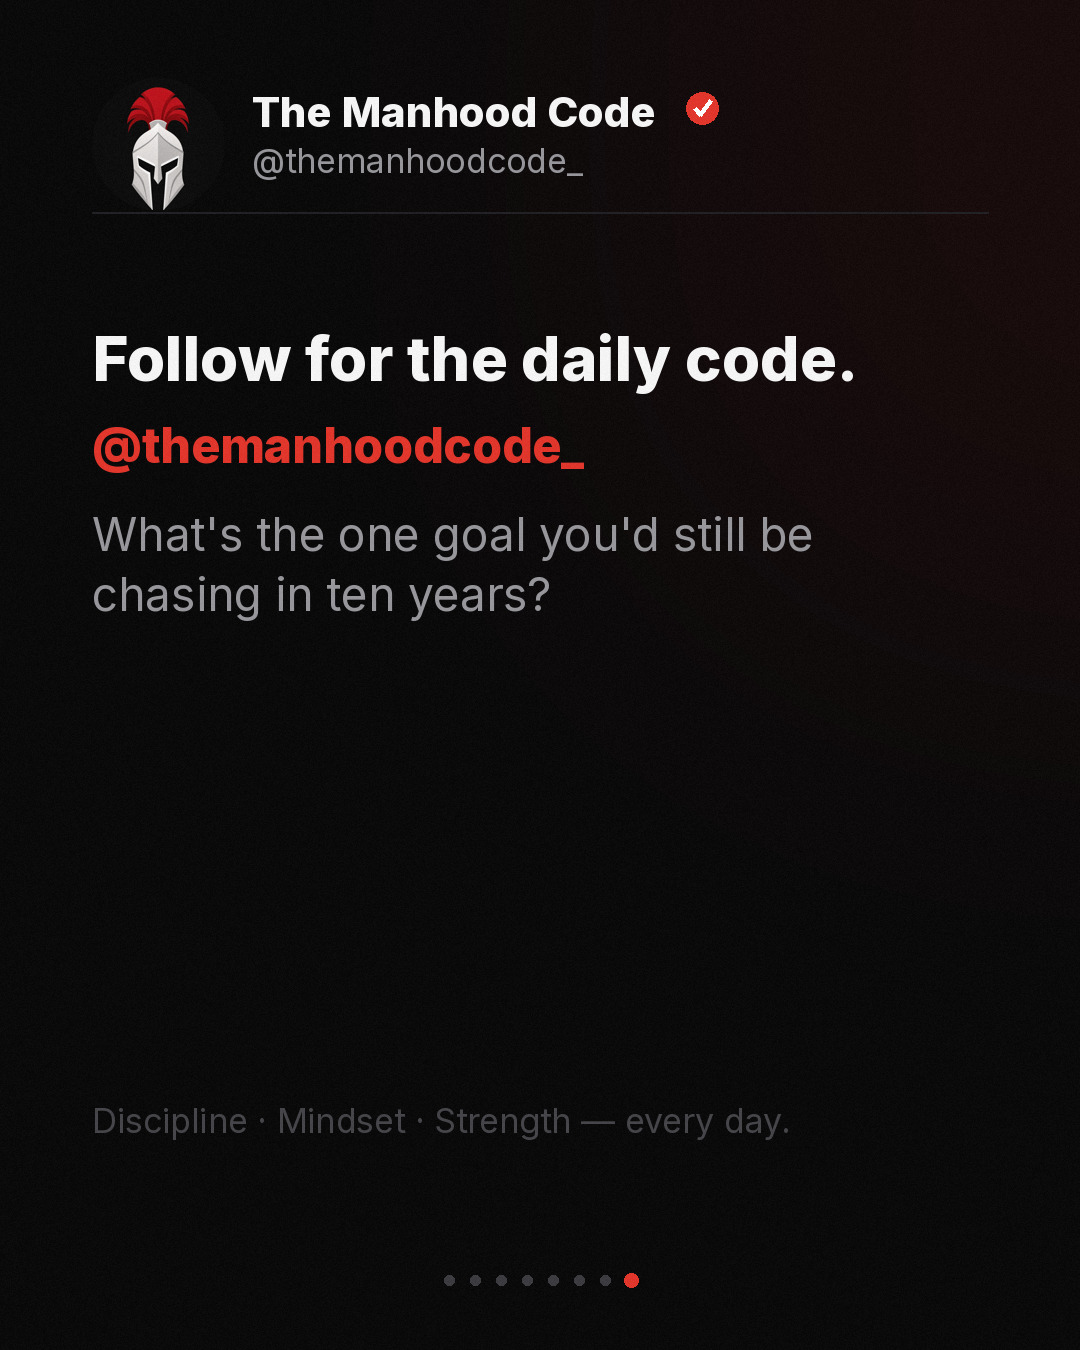 The Manhood Code
@themanhoodcode_
Follow for the daily code.
@themanhoodcode_
What's the one goal you'd still be
chasing in ten years?
Discipline · Mindset · Strength — every day.